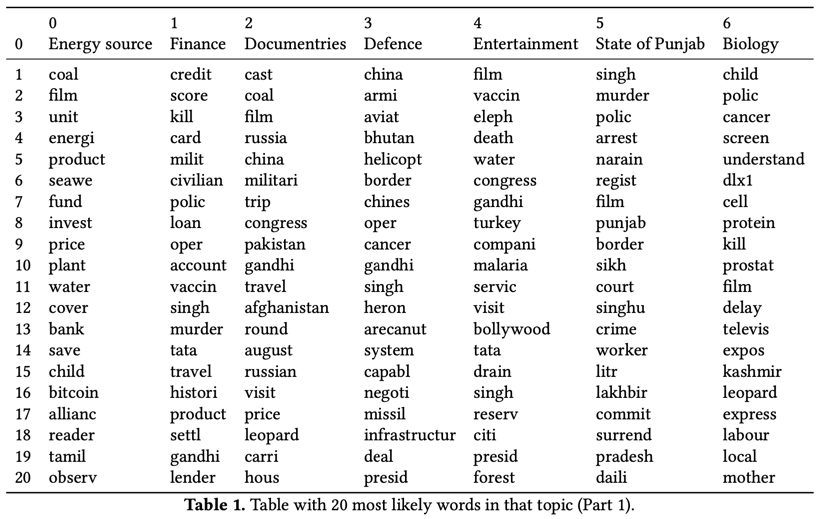 0 1 2 3 4 5 6
0 Energy source Finance Documentries Defence Entertainment State of Punjab Biology
1 coal credit cast china film singh child
2 film score coal armi vaccin murder polic
3 unit kill film aviat eleph polic cancer
4 energi card russia bhutan death arrest screen
5 product milit china helicopt water narain understand
6 seawe civilian militari border congress regist dlx1
7 fund polic trip chines gandhi film cell
8 invest loan congress oper turkey punjab protein
9 price oper pakistan cancer compani border kill
10 plant account gandhi gandhi malaria sikh prostat
11 water vaccin travel singh servic court film
12 cover singh afghanistan heron visit singhu delay
13 bank murder round arecanut bollywood crime televis
14 save tata august system tata worker expos
15 child travel russian capabl drain litr kashmir
16 bitcoin histori visit negoti singh lakhbir leopard
17 allianc product price missil reserv commit express
18 reader settl leopard infrastructur citi surrend labour
19 tamil gandhi carri deal presid pradesh local
20 observ lender hous presid forest daili mother
Table 1. Table with 20 most likely words in that topic (Part 1).